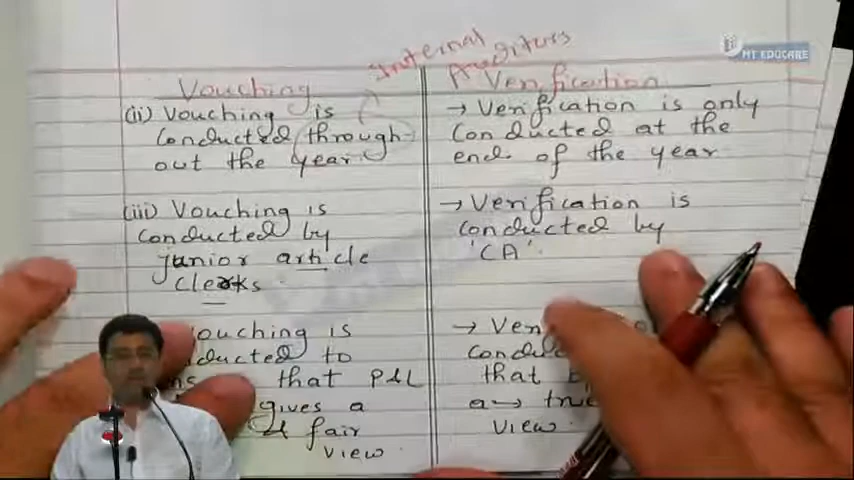 MT EDUCARE
Internal
Auditors
Vouching
(ii) Vouching is
conducted through-
out the year.
(iii) Vouching is
conducted by
junior article
clerks.
Vouching is
conducted to
that P&L
gives a
& fair
view.
Verification
→ Verification is only
conducted at the
end of the year
→ Verification is
conducted by
'CA'.
→
that
a → true
view.